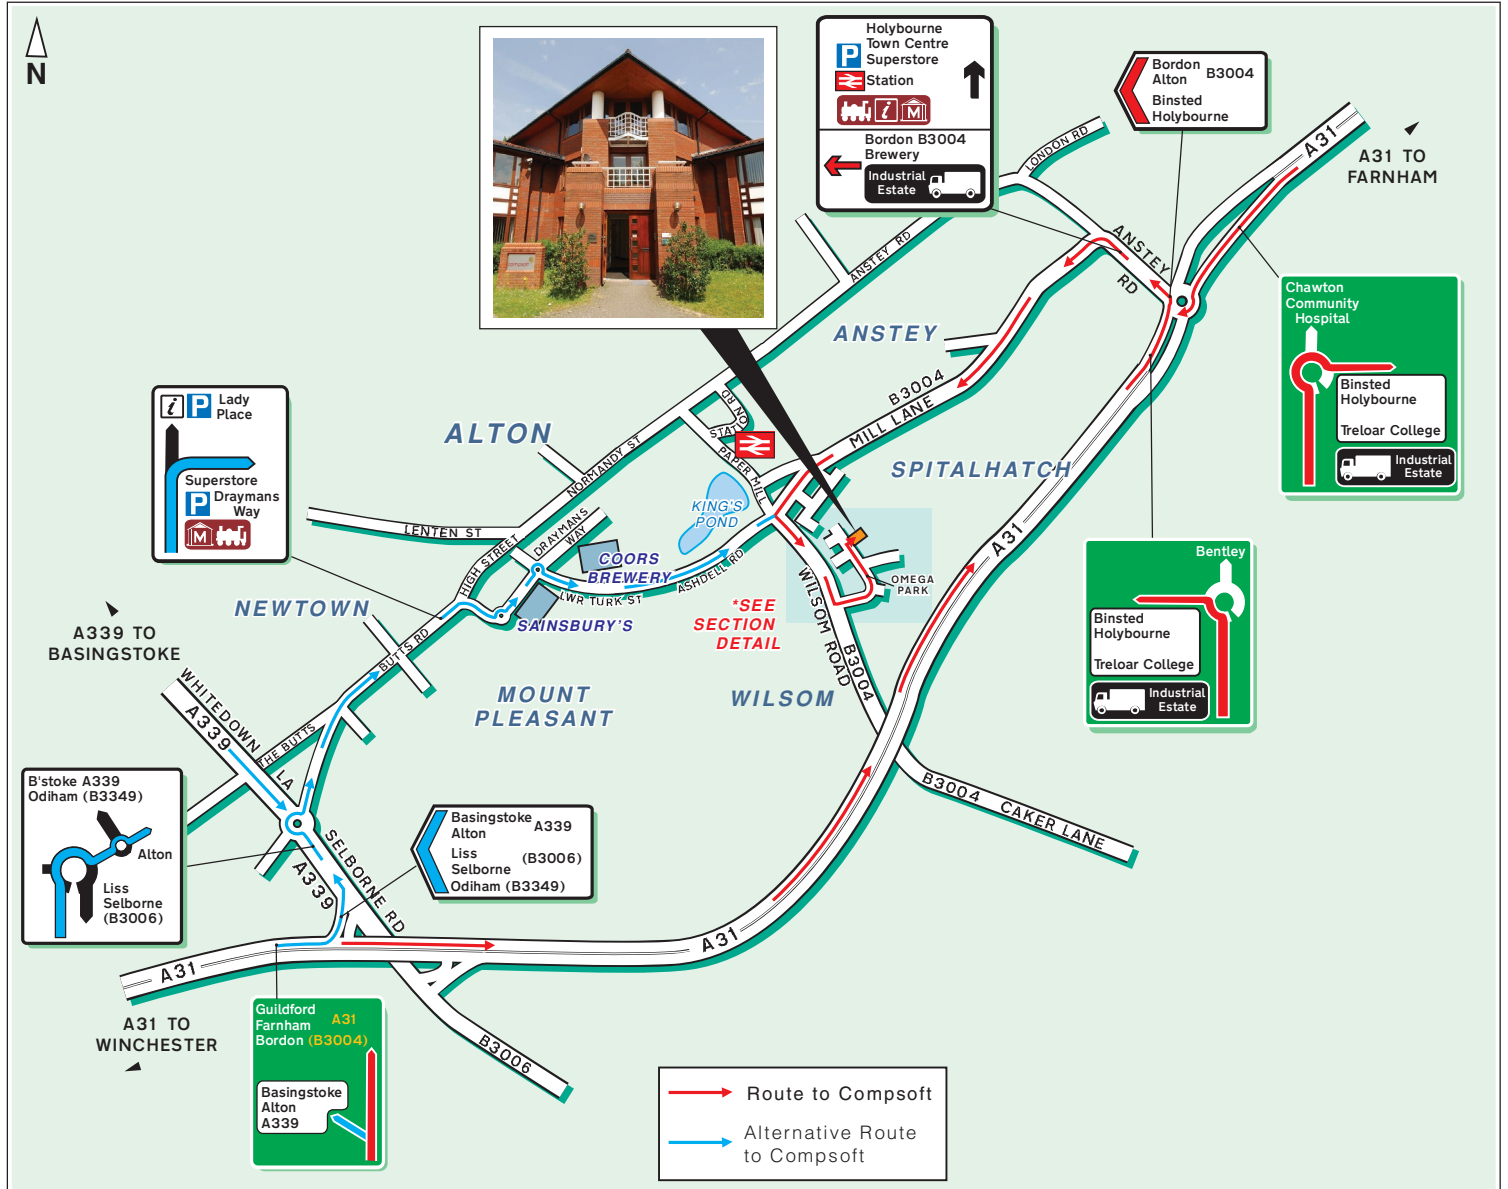 N
Holybourne
Town Centre
P Superstore
Station
i M
Bordon B3004
Brewery
Industrial
Estate
Bordon
Alton B3004
Binsted
Holybourne
A31
A31 TO
FARNHAM
LONDON RD
ANSTEY RD
ANSTEY
RD
Chawton
Community
Hospital
Binsted
Holybourne
Treloar College
Industrial
Estate
ANSTEY
B3004
MILL LANE
i P Lady
Place
Superstore
P Draymans
Way
M
ALTON
NORMANDY ST
STATION RD
PAPER MILL
SPITALHATCH
LENTEN ST
HIGH STREET
DRAYMANS
WAY
KING'S
POND
COORS
BREWERY
ASHDELL RD
LWR TURK ST
SAINSBURY'S
A31
OMEGA
PARK
*SEE
SECTION
DETAIL
WILSOM ROAD
B3004
Bentley
Binsted
Holybourne
Treloar College
Industrial
Estate
NEWTOWN
A339 TO
BASINGSTOKE
BUTTS RD
MOUNT
PLEASANT
WILSOM
WHITEDOWN LA
A339
THE BUTTS
B3004 CAKER LANE
B'stoke A339
Odiham (B3349)
Alton
Liss
Selborne
(B3006)
Basingstoke
Alton A339
Liss
Selborne (B3006)
Odiham (B3349)
SELBORNE RD
A339
A31
A31
A31 TO
WINCHESTER
Guildford
Farnham A31
Bordon (B3004)
Basingstoke
Alton
A339
B3006
Route to Compsoft
Alternative Route
to Compsoft